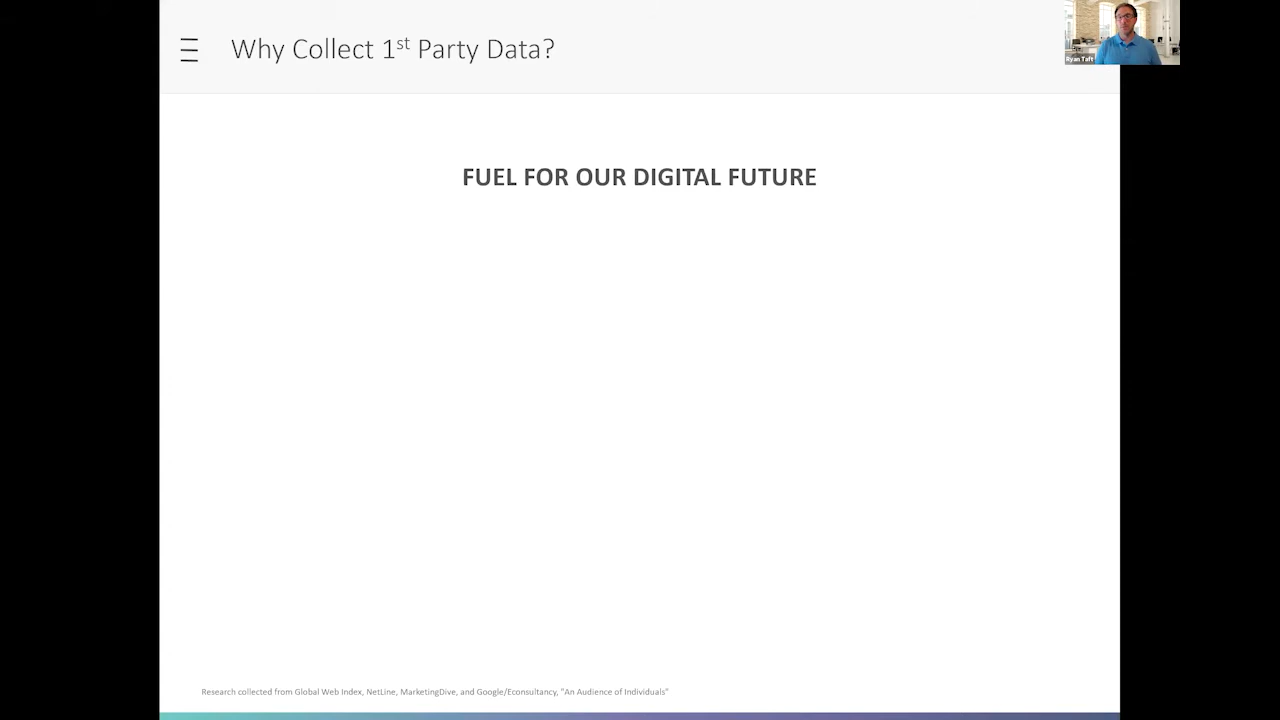 Why Collect 1st Party Data?
Ryan Taft
FUEL FOR OUR DIGITAL FUTURE
Research collected from Global Web Index, NetLine, MarketingDive, and Google/Econsultancy, "An Audience of Individuals"